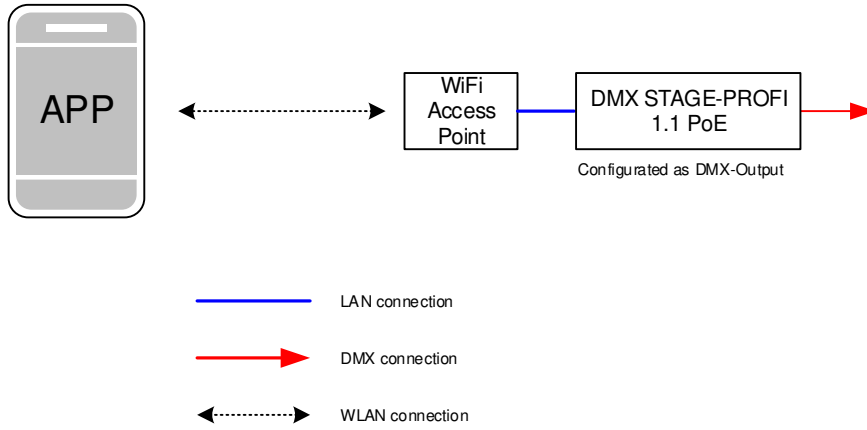 APP
WiFi
Access
Point
DMX STAGE-PROFI
1.1 PoE
Configurated as DMX-Output
LAN connection
DMX connection
WLAN connection